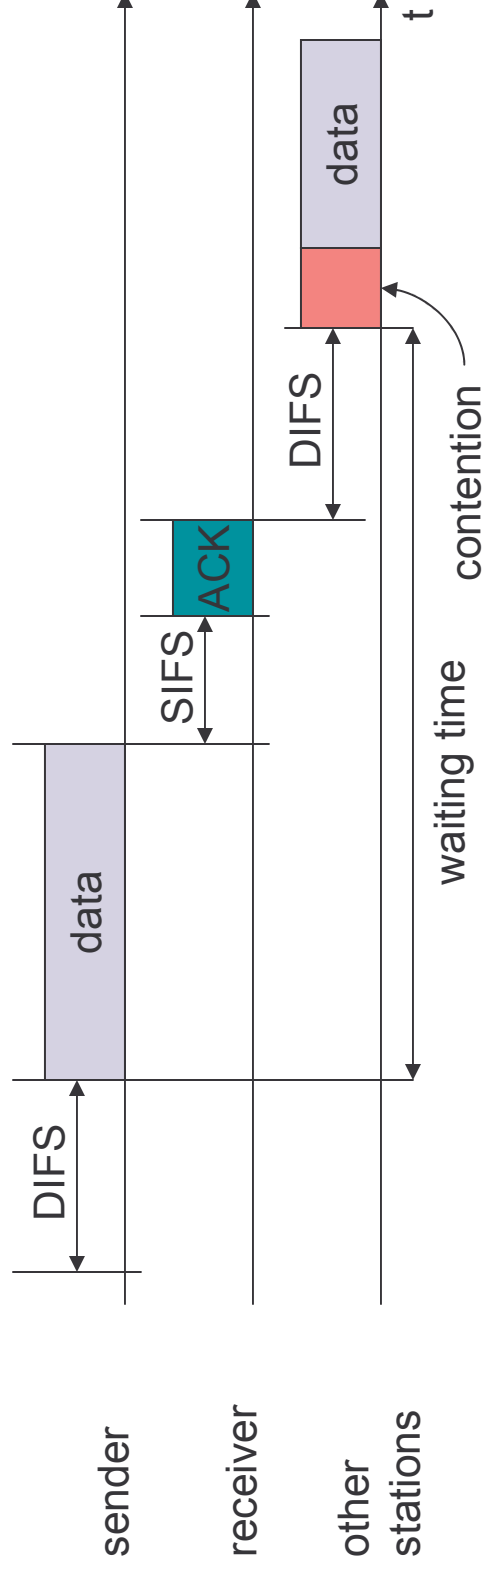 DIFS
data
sender
SIFS
ACK
receiver
DIFS
data
other
stations
t
waiting time
contention